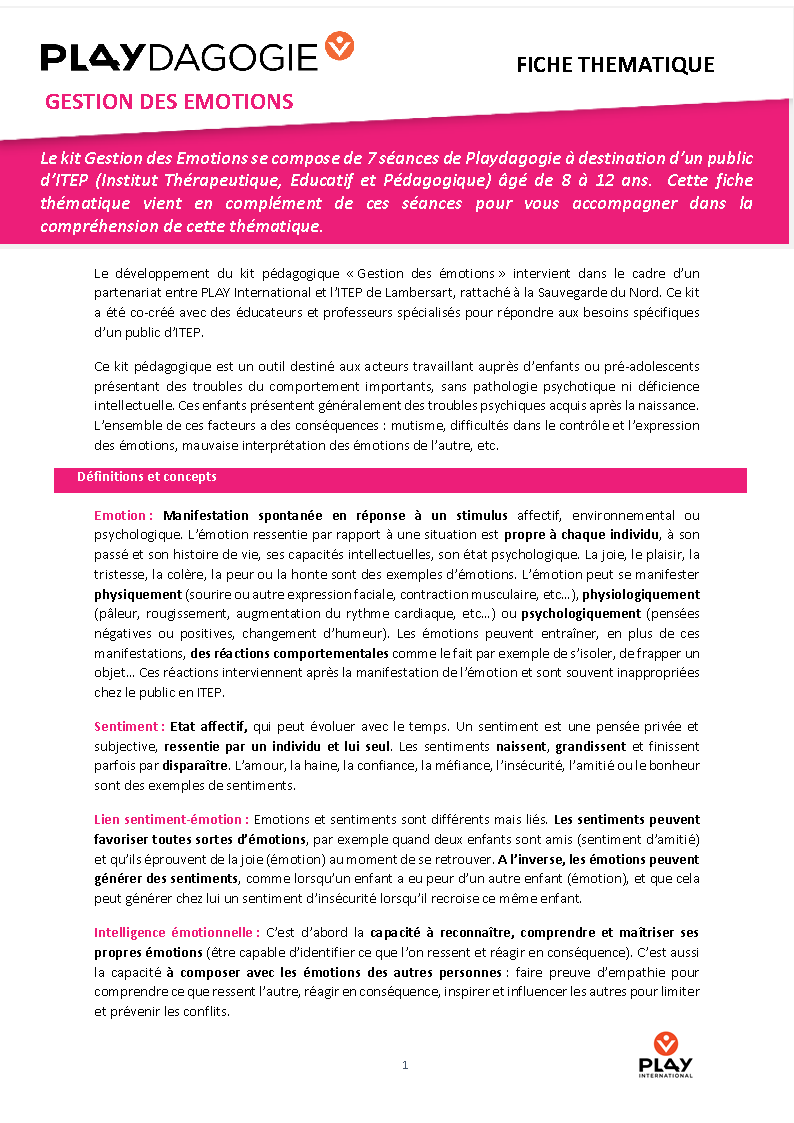 PLAYDAGOGIE
FICHE THEMATIQUE
GESTION DES EMOTIONS
Le kit Gestion des Emotions se compose de 7 séances de Playdagogie à destination d’un public
d’ITEP (Institut Thérapeutique, Educatif et Pédagogique) âgé de 8 à 12 ans. Cette fiche
thématique vient en complément de ces séances pour vous accompagner dans la
compréhension de cette thématique.
Le développement du kit pédagogique « Gestion des émotions » intervient dans le cadre d’un
partenariat entre PLAY International et l’ITEP de Lambersart, rattaché à la Sauvegarde du Nord. Ce kit
a été co-créé avec des éducateurs et professeurs spécialisés pour répondre aux besoins spécifiques
d’un public d’ITEP.
Ce kit pédagogique est un outil destiné aux acteurs travaillant auprès d’enfants ou pré-adolescents
présentant des troubles du comportement importants, sans pathologie psychotique ni déficience
intellectuelle. Ces enfants présentent généralement des troubles psychiques acquis après la naissance.
L’ensemble de ces facteurs a des conséquences : mutisme, difficultés dans le contrôle et l’expression
des émotions, mauvaise interprétation des émotions de l’autre, etc.
Définitions et concepts
Emotion : Manifestation spontanée en réponse à un stimulus affectif, environnemental ou
psychologique. L’émotion ressentie par rapport à une situation est propre à chaque individu, à son
passé et son histoire de vie, ses capacités intellectuelles, son état psychologique. La joie, le plaisir, la
tristesse, la colère, la peur ou la honte sont des exemples d’émotions. L’émotion peut se manifester
physiquement (sourire ou autre expression faciale, contraction musculaire, etc…), physiologiquement
(pâleur, rougissement, augmentation du rythme cardiaque, etc…) ou psychologiquement (pensées
négatives ou positives, changement d’humeur). Les émotions peuvent entraîner, en plus de ces
manifestations, des réactions comportementales comme le fait par exemple de s’isoler, de frapper un
objet… Ces réactions interviennent après la manifestation de l’émotion et sont souvent inappropriées
chez le public en ITEP.
Sentiment : Etat affectif, qui peut évoluer avec le temps. Un sentiment est une pensée privée et
subjective, ressentie par un individu et lui seul. Les sentiments naissent, grandissent et finissent
parfois par disparaître. L’amour, la haine, la confiance, la méfiance, l’insécurité, l’amitié ou le bonheur
sont des exemples de sentiments.
Lien sentiment-émotion : Emotions et sentiments sont différents mais liés. Les sentiments peuvent
favoriser toutes sortes d’émotions, par exemple quand deux enfants sont amis (sentiment d’amitié)
et qu’ils éprouvent de la joie (émotion) au moment de se retrouver. A l’inverse, les émotions peuvent
générer des sentiments, comme lorsqu’un enfant a eu peur d’un autre enfant (émotion), et que cela
peut générer chez lui un sentiment d’insécurité lorsqu’il recroise ce même enfant.
Intelligence émotionnelle : C’est d’abord la capacité à reconnaître, comprendre et maîtriser ses
propres émotions (être capable d’identifier ce que l’on ressent et réagir en conséquence). C’est aussi
la capacité à composer avec les émotions des autres personnes : faire preuve d’empathie pour
comprendre ce que ressent l’autre, réagir en conséquence, inspirer et influencer les autres pour limiter
et prévenir les conflits.
1
PLAY
INTERNATIONAL